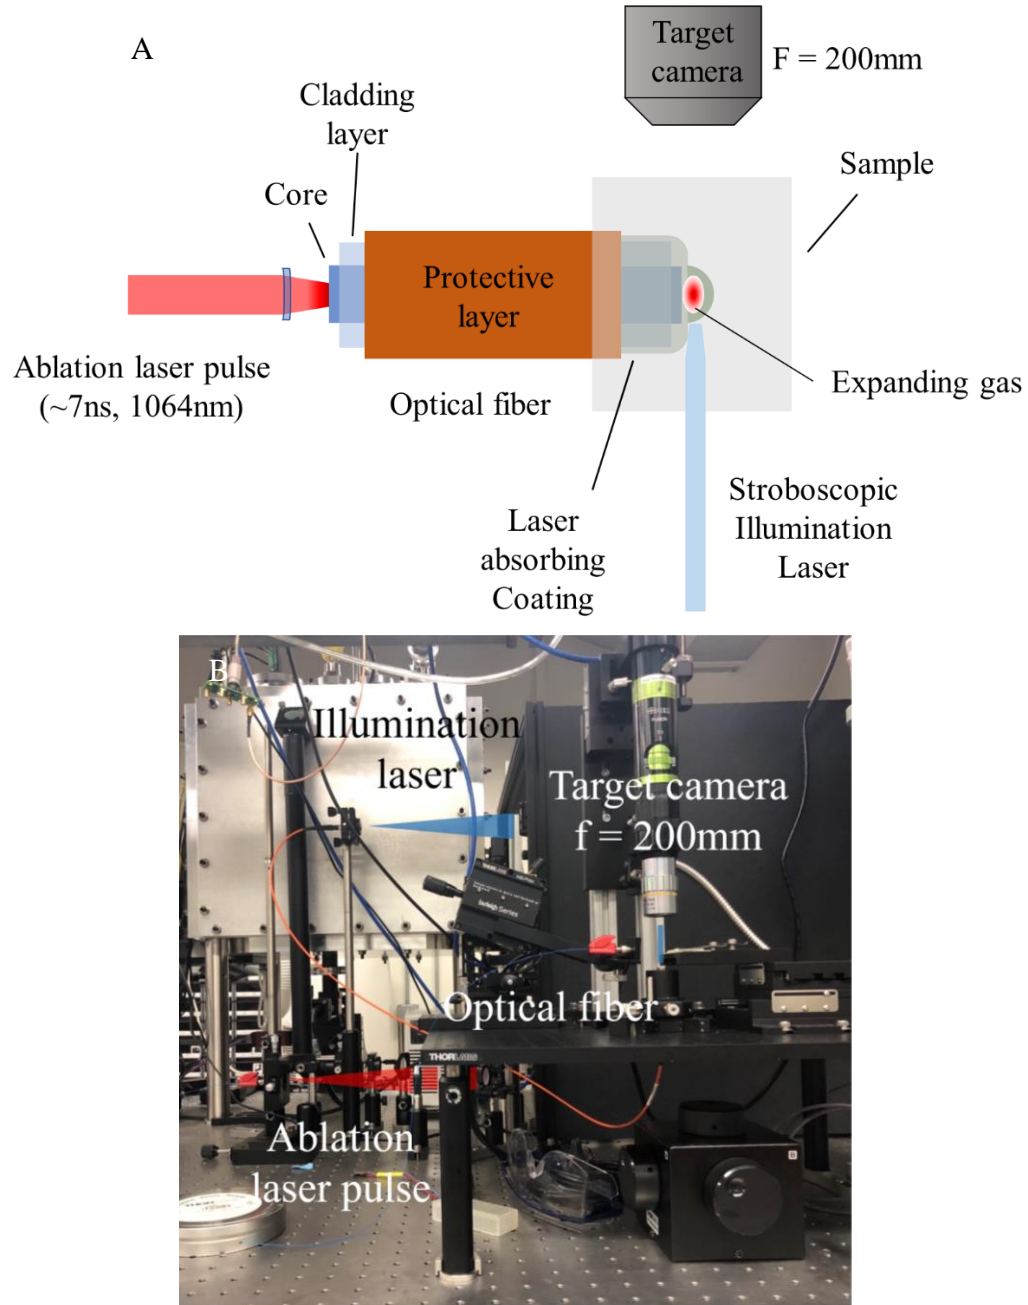 A
Target
camera
F = 200mm
Cladding
layer
Sample
Core
Protective
layer
Ablation laser pulse
(~7ns, 1064nm)
Optical fiber
Expanding gas
Laser
absorbing
Coating
Stroboscopic
Illumination
Laser
B
Illumination
laser
Target camera
f = 200mm
Optical fiber
THORLABS
Ablation
laser pulse